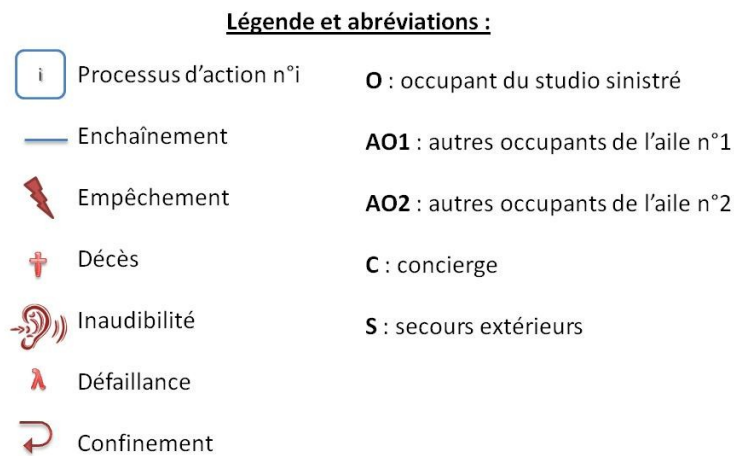 Légende et abréviations :
i Processus d'action n°i
Enchaînement
Empêchement
Décès
Inaudibilité
λ Défaillance
Confinement
O : occupant du studio sinistré
AO1 : autres occupants de l'aile n°1
AO2 : autres occupants de l'aile n°2
C : concierge
S : secours extérieurs